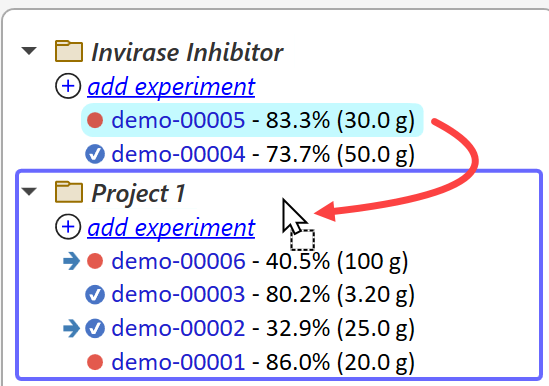 Invirase Inhibitor
add experiment
demo-00005 - 83.3% (30.0 g)
demo-00004 - 73.7% (50.0 g)
Project 1
add experiment
demo-00006 - 40.5% (100 g)
demo-00003 - 80.2% (3.20 g)
demo-00002 - 32.9% (25.0 g)
demo-00001 - 86.0% (20.0 g)